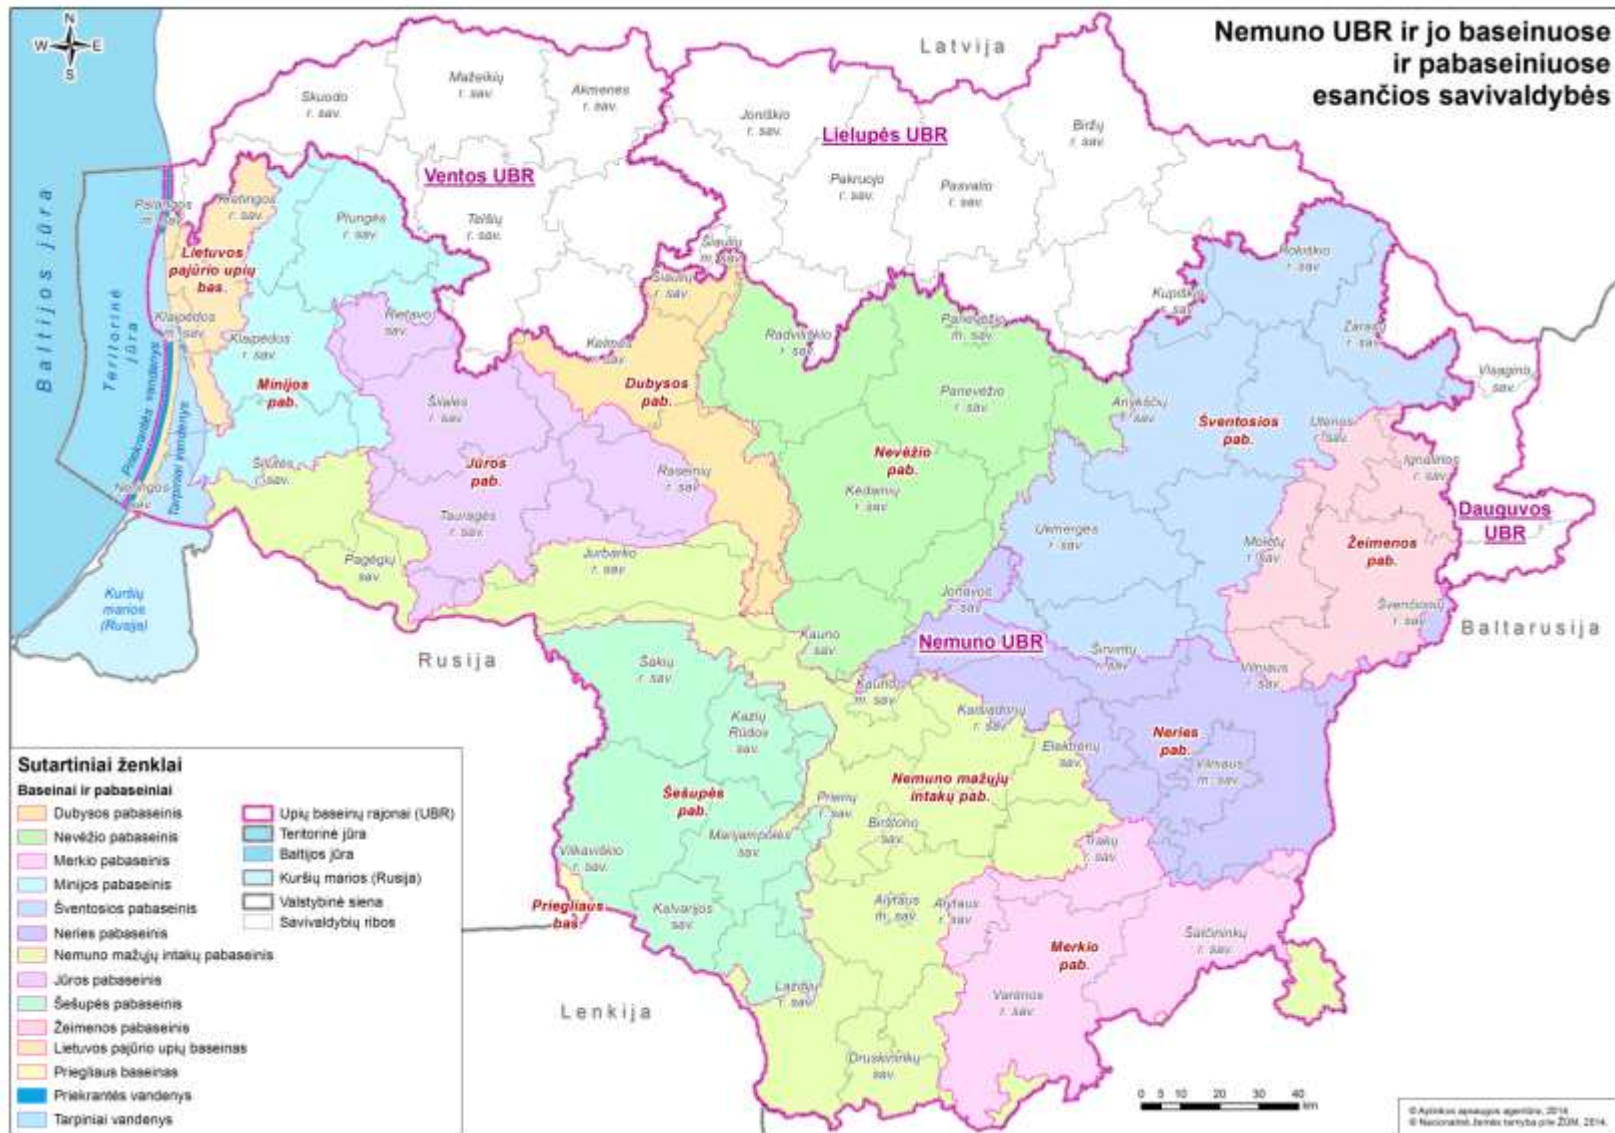 Nemuno UBR ir jo baseinuose
ir pabaseiniuose
esančios savivaldybės
N
W E
S
Latvija
Skuodo
r. sav.
Mažeikių
r. sav.
Akmenės
r. sav.
Joniškio
r. sav.
Lielupės UBR
Biržų
r. sav.
Ventos UBR
Pakruojo
r. sav.
Pasvalio
r. sav.
Palangos
m. sav.
Kretingos
r. sav.
Plungės
r. sav.
Telšių
r. sav.
Šiaulių
m. sav.
Šiaulių
r. sav.
Rokiškio
r. sav.
Kupiškio
r. sav.
Zarasų
r. sav.
Visagino
sav.
Baltijos jūra
Teritorinė
jūra
Priekrantės vandenys
Tarpiniai vandenys
Lietuvos
pajūrio upių
bas.
Klaipėdos
m. sav.
Klaipėdos
r. sav.
Rietavo
sav.
Kelmės
r. sav.
Radviliškio
r. sav.
Panevėžio
m. sav.
Minijos
pab.
Dubysos
pab.
Šilalės
r. sav.
Panevėžio
r. sav.
Anykščių
r. sav.
Šventosios
pab.
Utenos
r. sav.
Ignalinos
r. sav.
Nevėžio
pab.
Šilutės
r. sav.
Jūros
pab.
Raseinių
r. sav.
Neringos
sav.
Kėdainių
r. sav.
Tauragės
r. sav.
Ukmergės
r. sav.
Molėtų
r. sav.
Žeimenos
pab.
Dauguvos
UBR
Pagėgių
sav.
Jurbarko
r. sav.
Jonavos
r. sav.
Švenčionių
r. sav.
Kuršių
marios
(Rusija)
Rusija
Kauno
r. sav.
Nemuno UBR
Širvintų
r. sav.
Baltarusija
Šakių
r. sav.
Kauno
m. sav.
Vilniaus
r. sav.
Kazlų
Rūdos
sav.
Kaišiadorių
r. sav.
Elektrėnų
sav.
Neries
pab.
Vilniaus
m. sav.
Šešupės
pab.
Nemuno mažųjų
intakų pab.
Prienų
r. sav.
Birštono
sav.
Marijampolės
sav.
Vilkaviškio
r. sav.
Trakų
r. sav.
Priegliaus
bas.
Kalvarijos
sav.
Alytaus
m. sav.
Alytaus
r. sav.
Merkio
pab.
Šalčininkų
r. sav.
Lenkija
Lazdijų
r. sav.
Varėnos
r. sav.
Druskininkų
sav.
Sutartiniai ženklai
Baseinai ir pabaseiniai
Dubysos pabaseinis
Nevėžio pabaseinis
Merkio pabaseinis
Minijos pabaseinis
Šventosios pabaseinis
Neries pabaseinis
Nemuno mažųjų intakų pabaseinis
Jūros pabaseinis
Šešupės pabaseinis
Žeimenos pabaseinis
Lietuvos pajūrio upių baseinas
Priegliaus baseinas
Priekrantės vandenys
Tarpiniai vandenys
Upių baseinų rajonai (UBR)
Teritorinė jūra
Baltijos jūra
Kuršių marios (Rusija)
Valstybinė siena
Savivaldybių ribos
0 5 10 20 30 40
km
© Aplinkos apsaugos agentūra, 2014
© Nacionalinė žemės tarnyba prie ŽŪM, 2014.